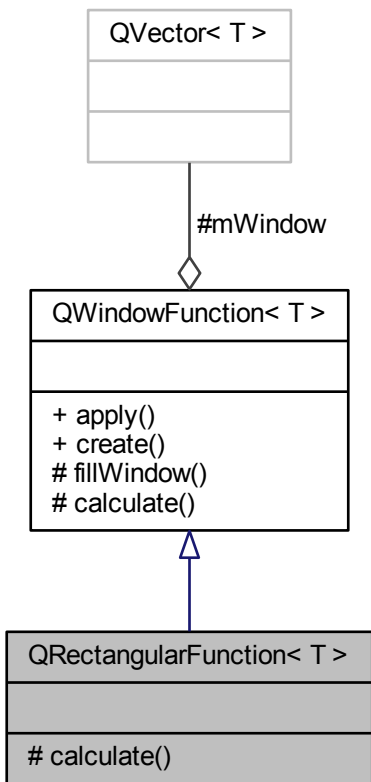 QVector< T >
#mWindow
QWindowFunction< T >
+ apply()
+ create()
# fillWindow()
# calculate()
QRectangularFunction< T >
# calculate()